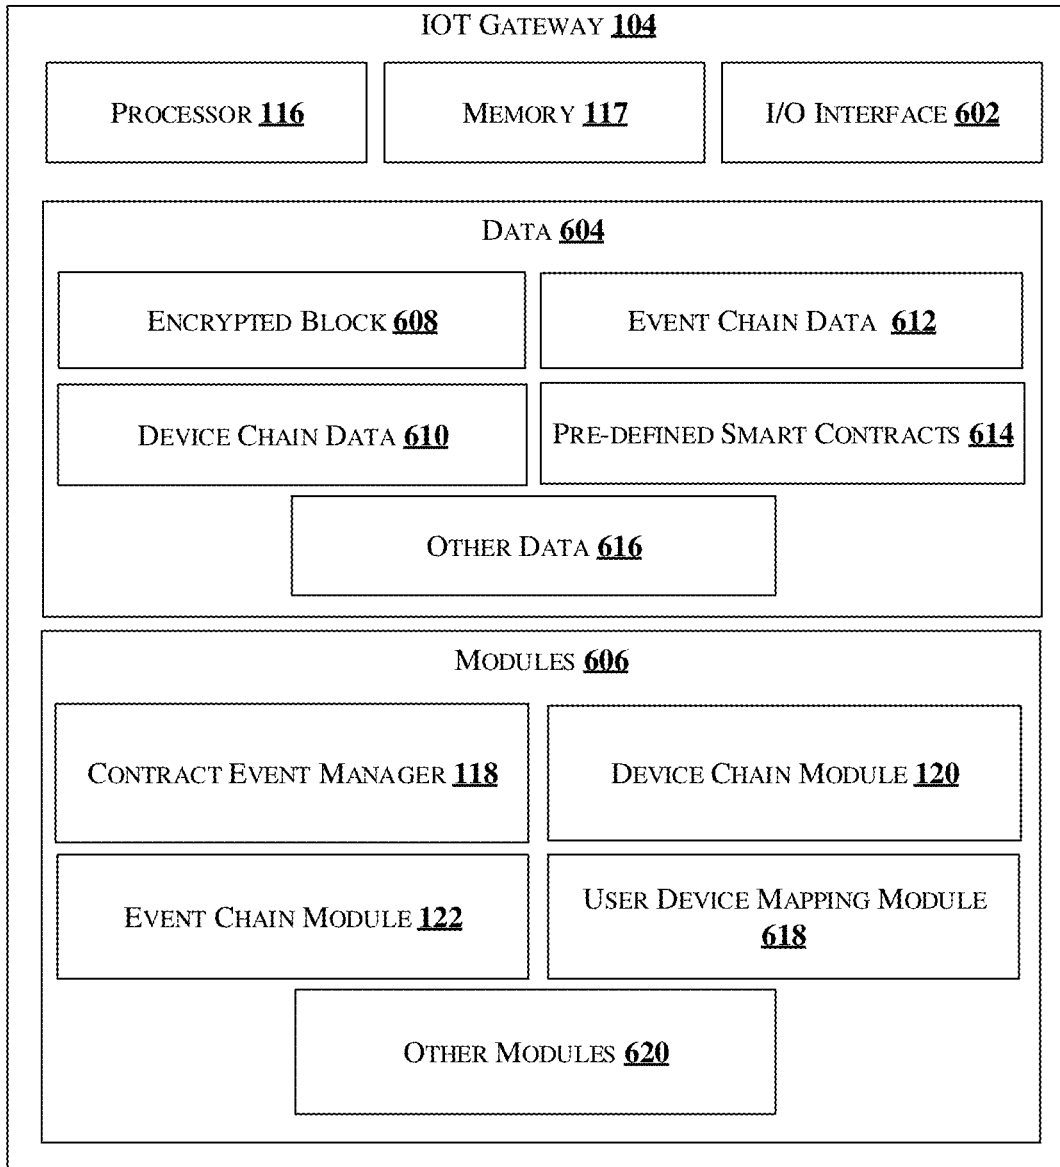 IOT GATEWAY 104
PROCESSOR 116
MEMORY 117
I/O INTERFACE 602
DATA 604
ENCRYPTED BLOCK 608
EVENT CHAIN DATA 612
DEVICE CHAIN DATA 610
PRE-DEFINED SMART CONTRACTS 614
OTHER DATA 616
MODULES 606
CONTRACT EVENT MANAGER 118
DEVICE CHAIN MODULE 120
EVENT CHAIN MODULE 122
USER DEVICE MAPPING MODULE
618
OTHER MODULES 620